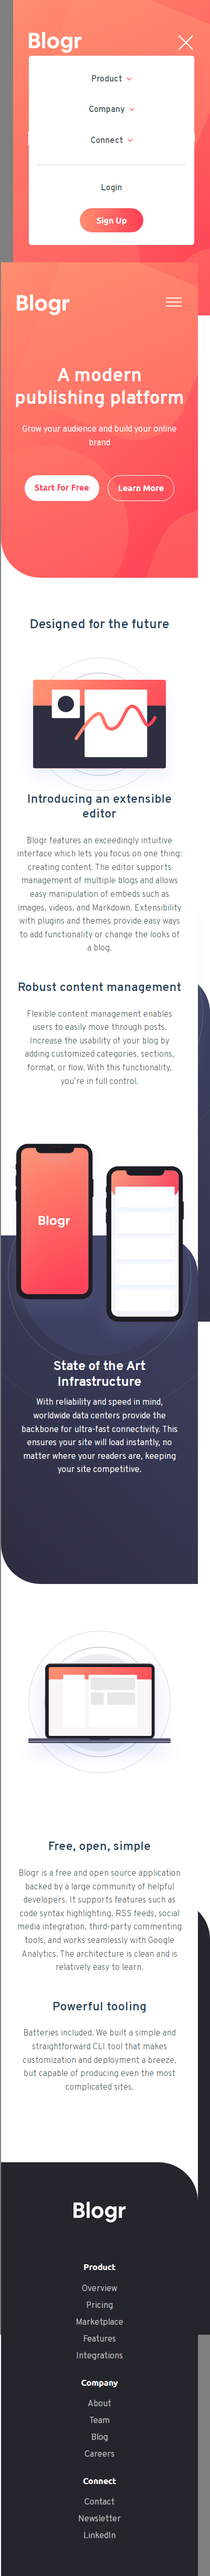 Blogr
Product
Company
Connect
Login
Sign Up
Blogr
A modern
publishing platform
Grow your audience and build your online
brand
Start for Free
Learn More
Designed for the future
Introducing an extensible
editor
Blogr features an exceedingly intuitive
interface which lets you focus on one thing:
creating content. The editor supports
management of multiple blogs and allows
easy manipulation of embeds such as
images, videos, and Markdown. Extensibility
with plugins and themes provide easy ways
to add functionality or change the looks of
a blog.
Robust content management
Flexible content management enables
users to easily move through posts.
Increase the usability of your blog by
adding customized categories, sections,
format, or flow. With this functionality,
you're in full control.
Blogr
State of the Art
Infrastructure
With reliability and speed in mind,
worldwide data centers provide the
backbone for ultra-fast connectivity. This
ensures your site will load instantly, no
matter where your readers are, keeping
your site competitive.
Free, open, simple
Blogr is a free and open source application
backed by a large community of helpful
developers. It supports features such as
code syntax highlighting, RSS feeds, social
media integration, third-party commenting
tools, and works seamlessly with Google
Analytics. The architecture is clean and is
relatively easy to learn.
Powerful tooling
Batteries included. We built a simple and
straightforward CLI tool that makes
customization and deployment a breeze,
but capable of producing even the most
complicated sites.
Blogr
Product
Overview
Pricing
Marketplace
Features
Integrations
Company
About
Team
Blog
Careers
Connect
Contact
Newsletter
LinkedIn